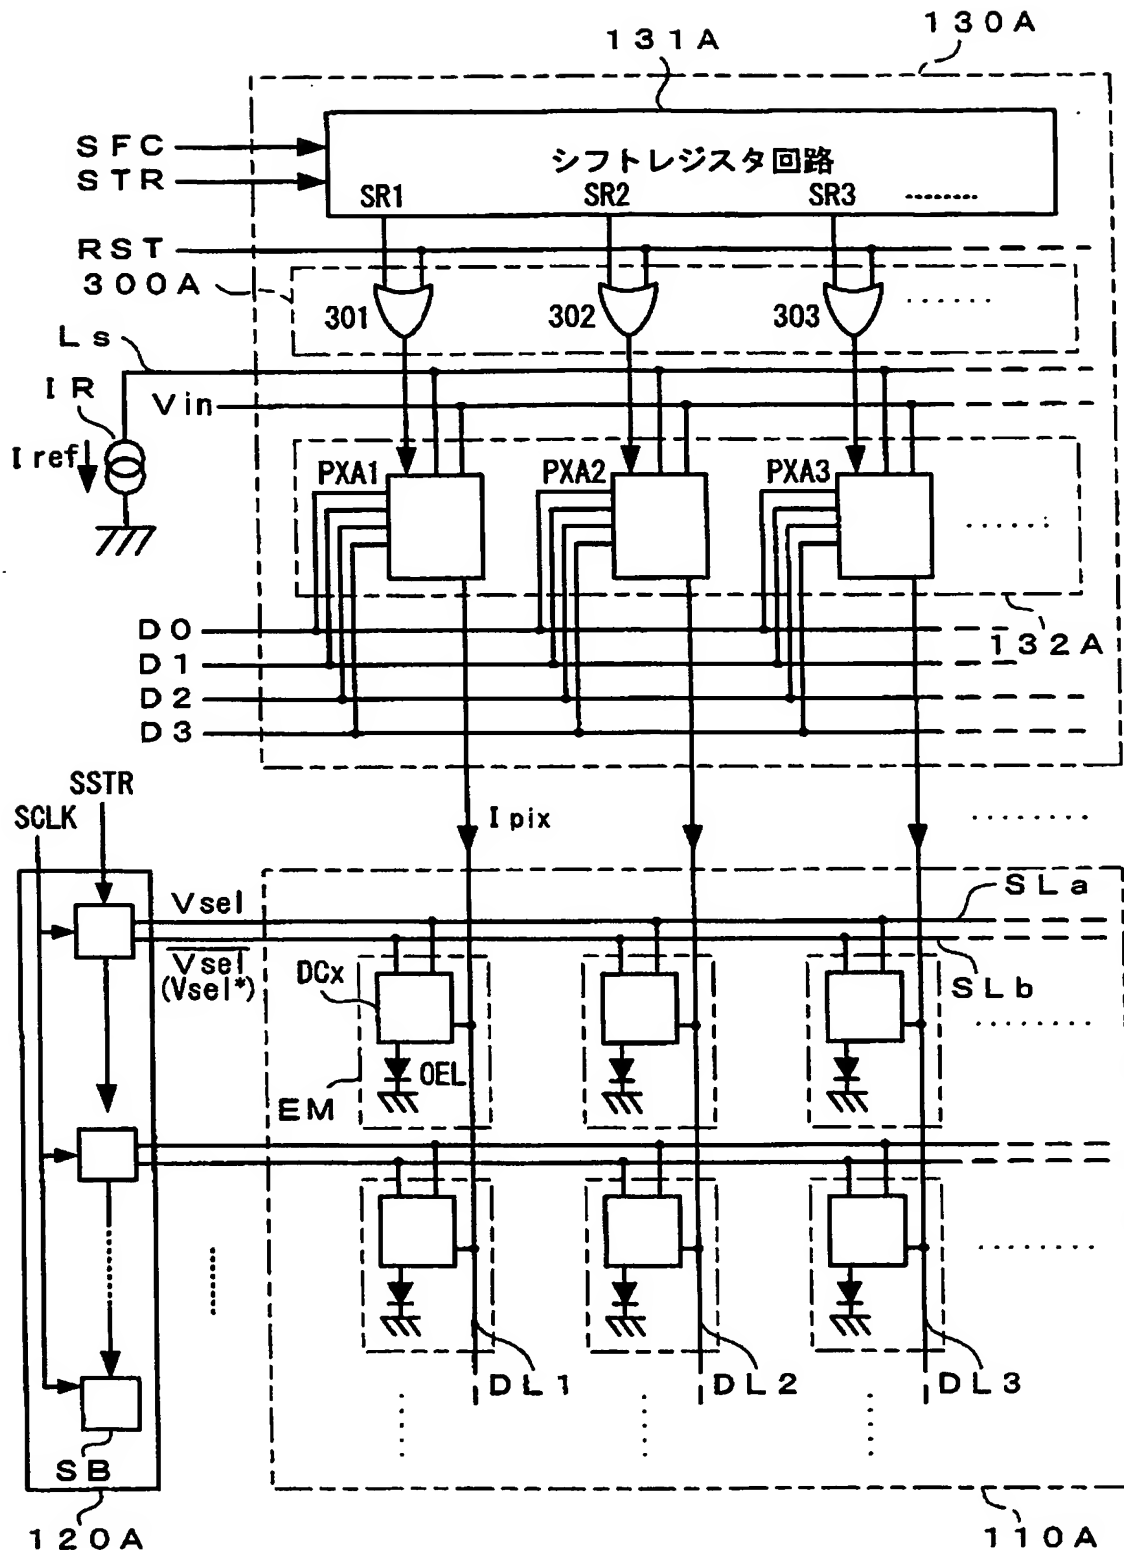 130A
131A
SFC
STR
シフトレジスタ回路
SR1 SR2 SR3
RST
300A
301 302 303
Ls
IR
Vin
Iref
PXA1 PXA2 PXA3
D0
132A
D1
D2
D3
SSTR
SCLK
Ipix
Vsel
SLa
Vsel
(Vsel*)
DCx
SLb
OEL
EM
DL1 DL2 DL3
SB
120A
110A